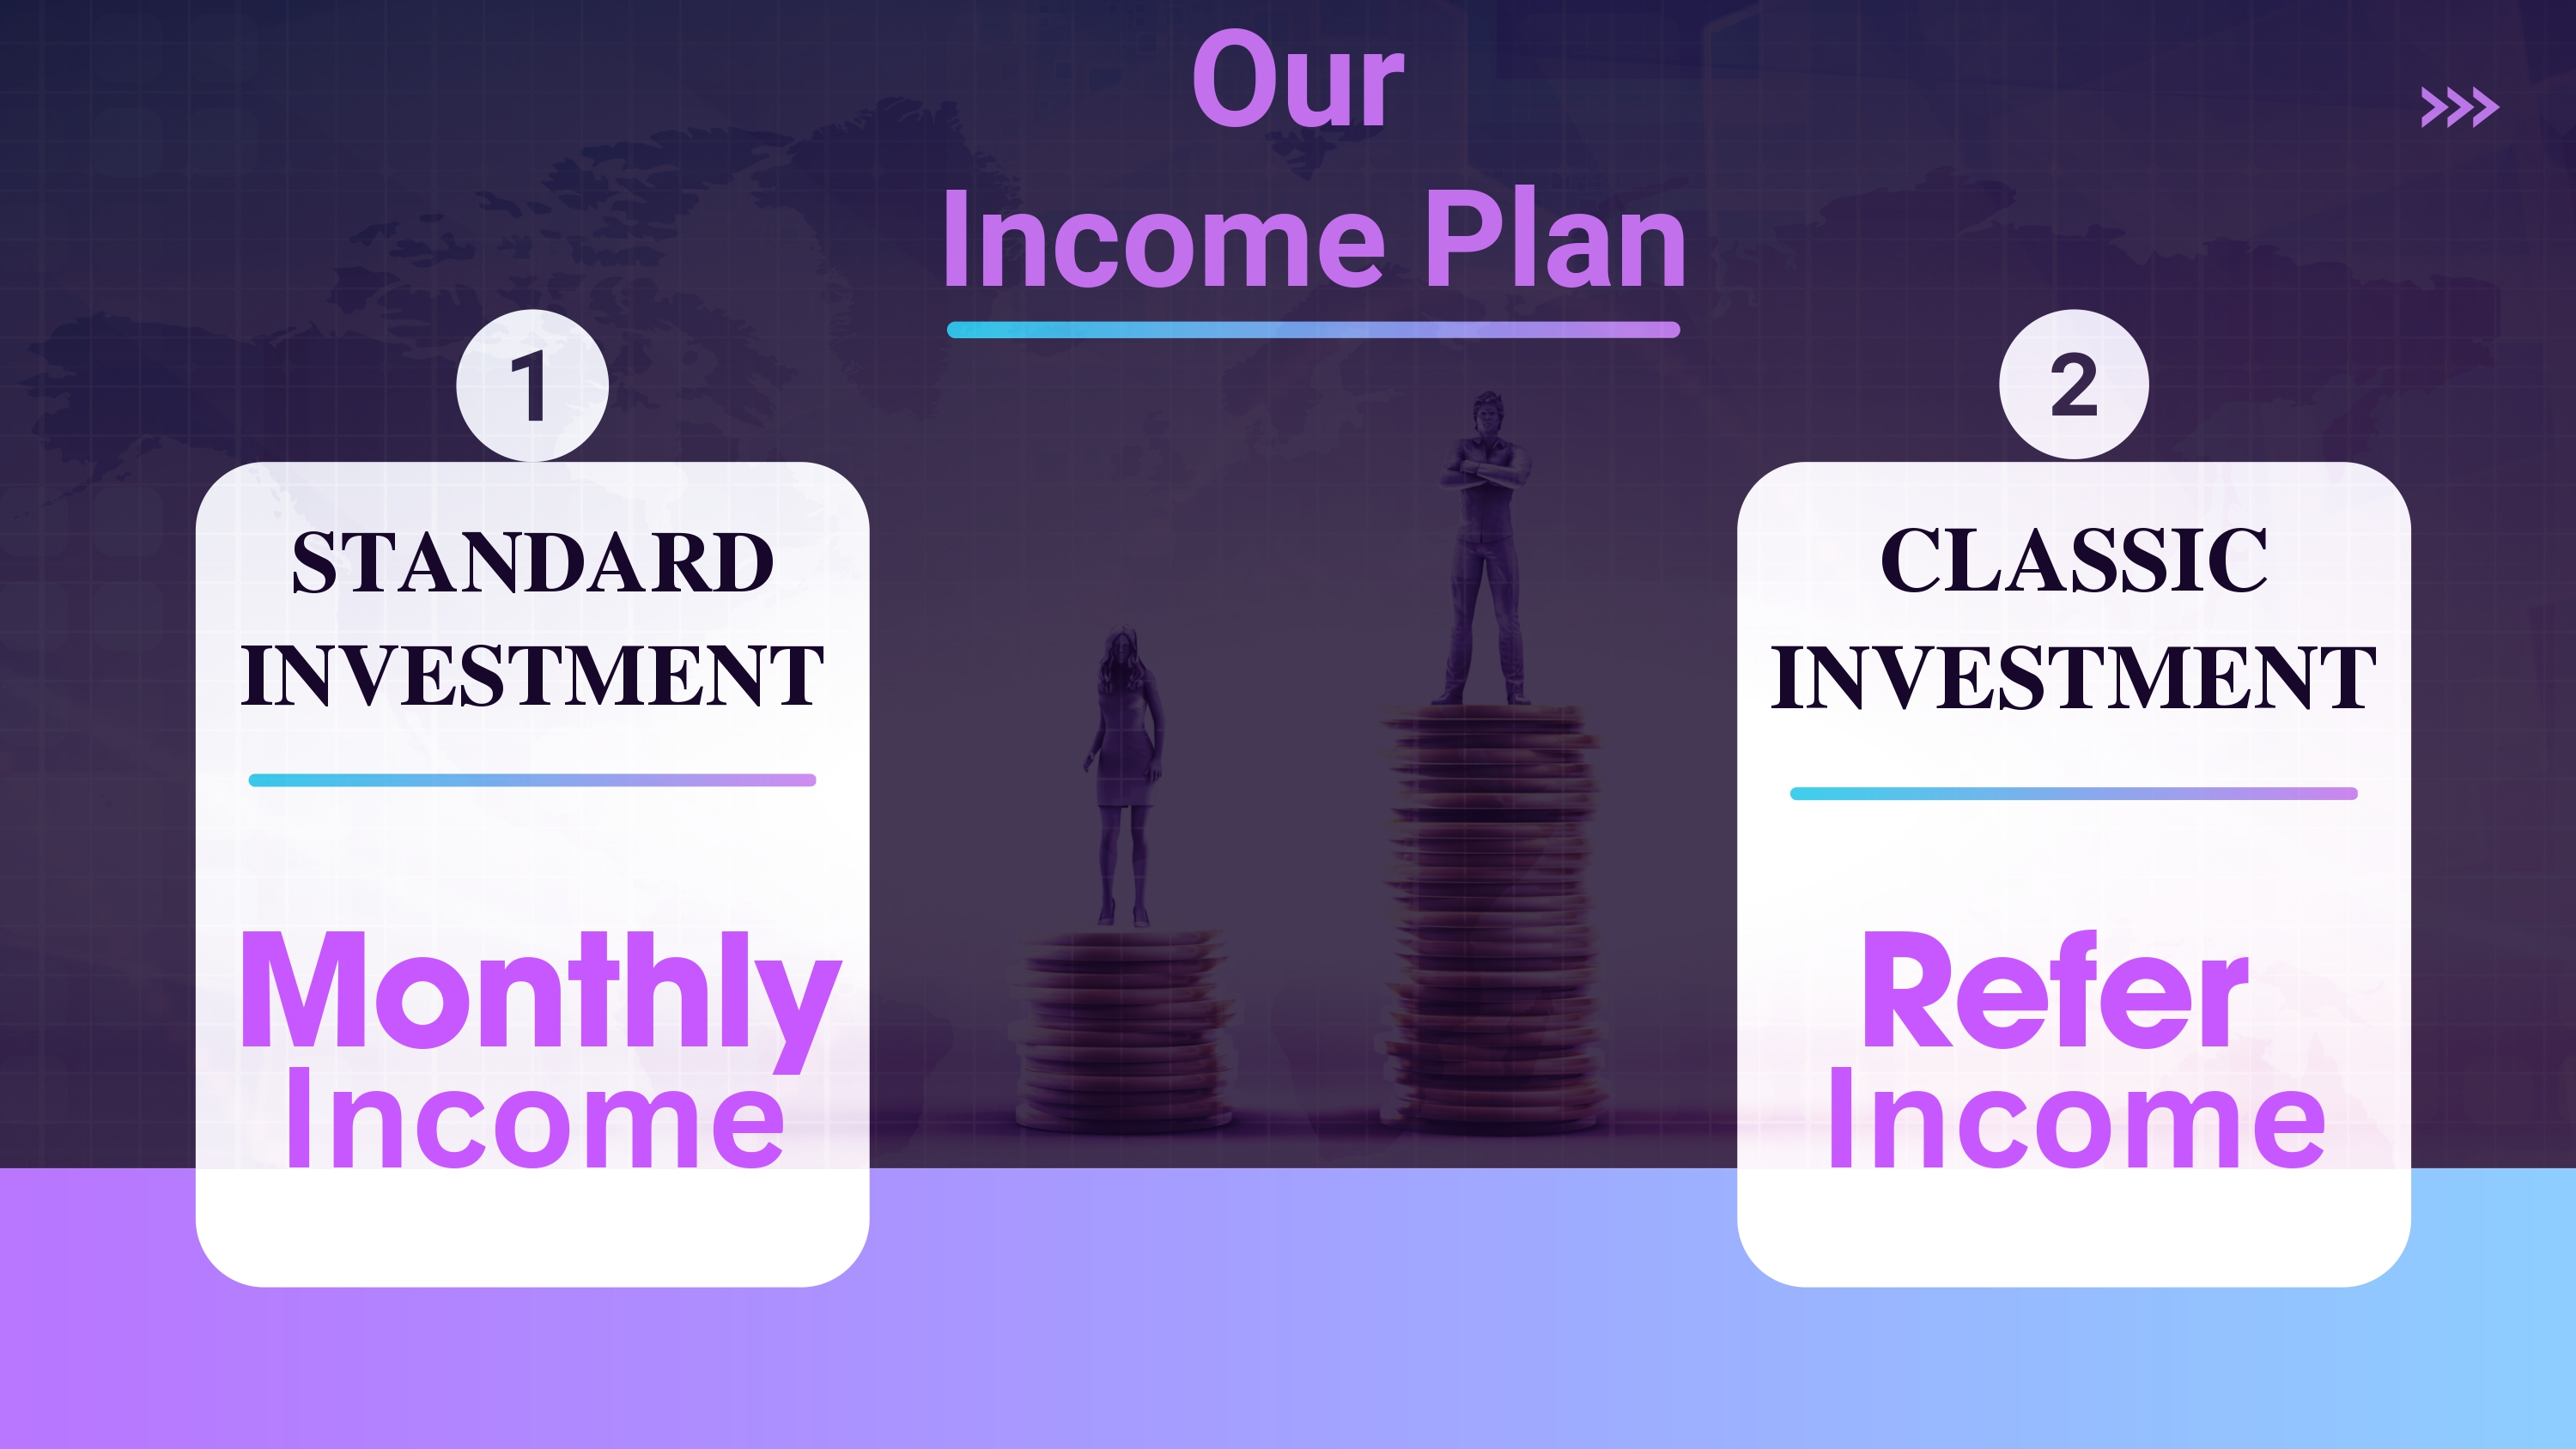 Our
Income Plan
1
STANDARD
INVESTMENT
Monthly
Income
2
CLASSIC
INVESTMENT
Refer
Income